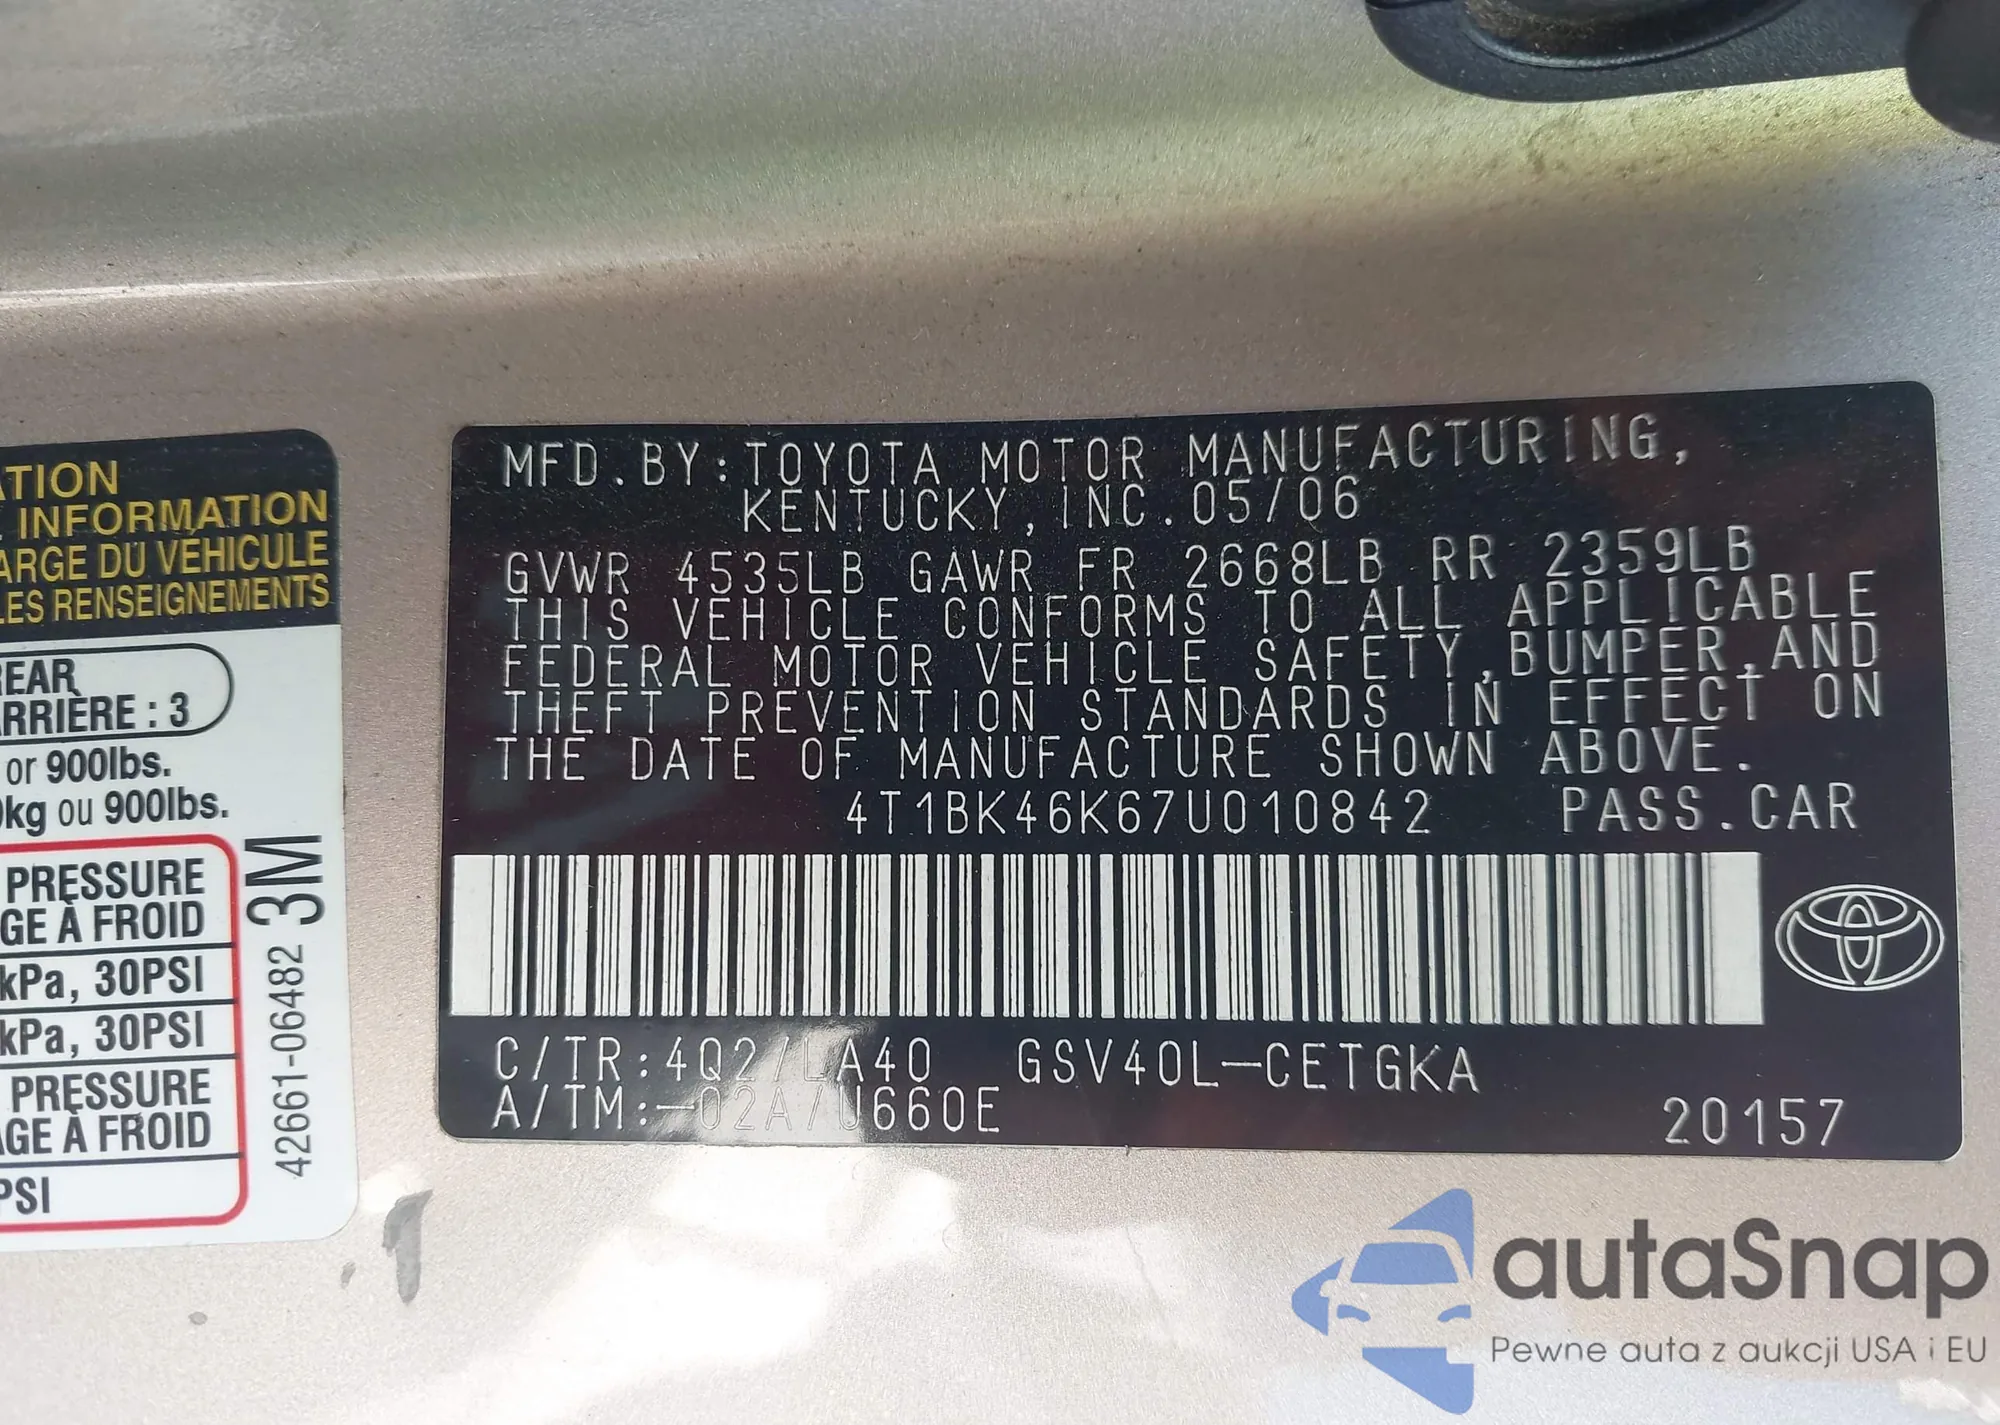 ATION
INFORMATION
ARGE DU VÉHICULE
LES RENSEIGNEMENTS
REAR
ARRIÈRE : 3
or 900lbs.
kg ou 900lbs.
PRESSURE
GE À FROID
kPa, 30PSI
kPa, 30PSI
PRESSURE
AGE À FROID
PSI
3M
42661-06482
1
MFD.BY:TOYOTA MOTOR MANUFACTURING,
KENTUCKY,INC.05/06
GVWR 4535LB GAWR FR 2668LB RR 2359LB
THIS VEHICLE CONFORMS TO ALL APPLICABLE
FEDERAL MOTOR VEHICLE SAFETY,BUMPER,AND
THEFT PREVENTION STANDARDS IN EFFECT ON
THE DATE OF MANUFACTURE SHOWN ABOVE.
4T1BK46K67U010842 PASS.CAR
C/TR:4Q2/LA40 GSV40L-CETGKA
A/TM:-02A/U660E
20157
autaSnap
Pewne auta z aukcji USA i EU